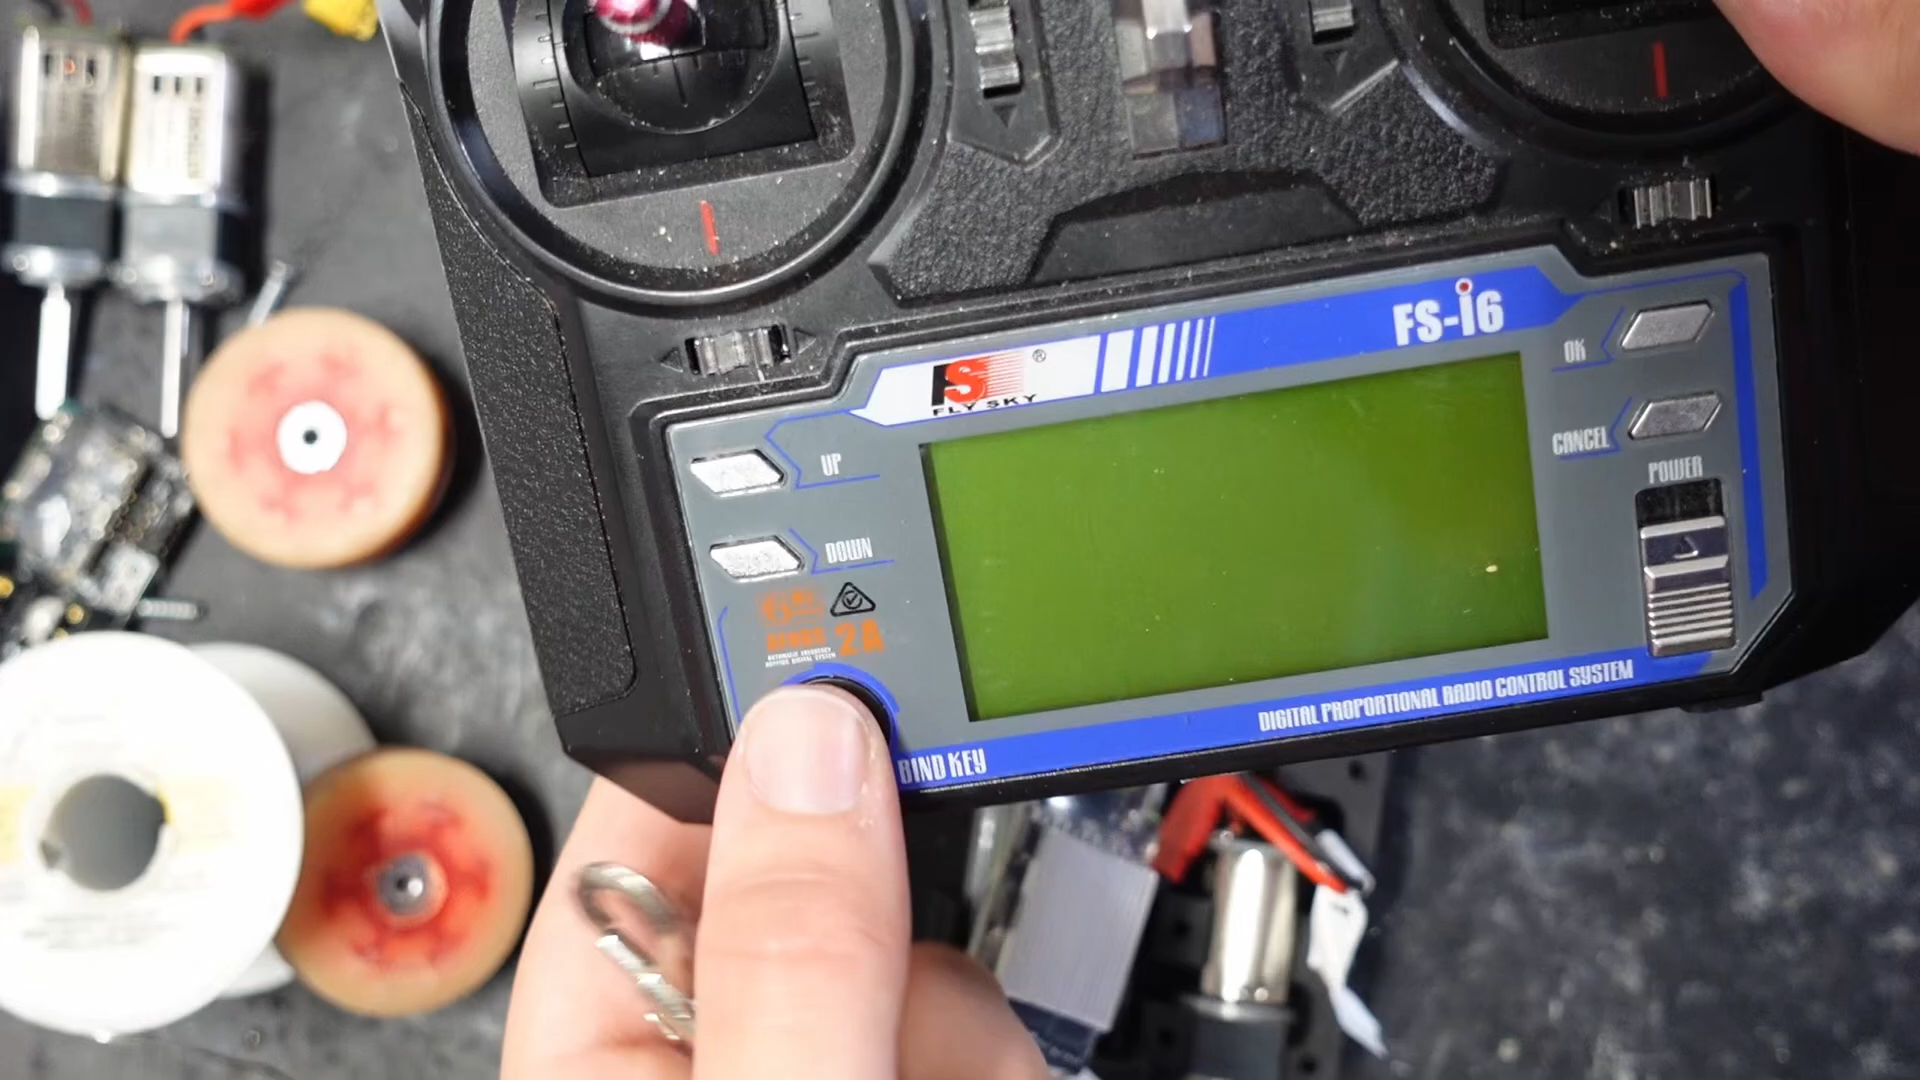 FS-i6
FS ®
FLY SKY
OK
UP
CANCEL
POWER
DOWN
2A
DIGITAL PROPORTIONAL RADIO CONTROL SYSTEM
BIND KEY